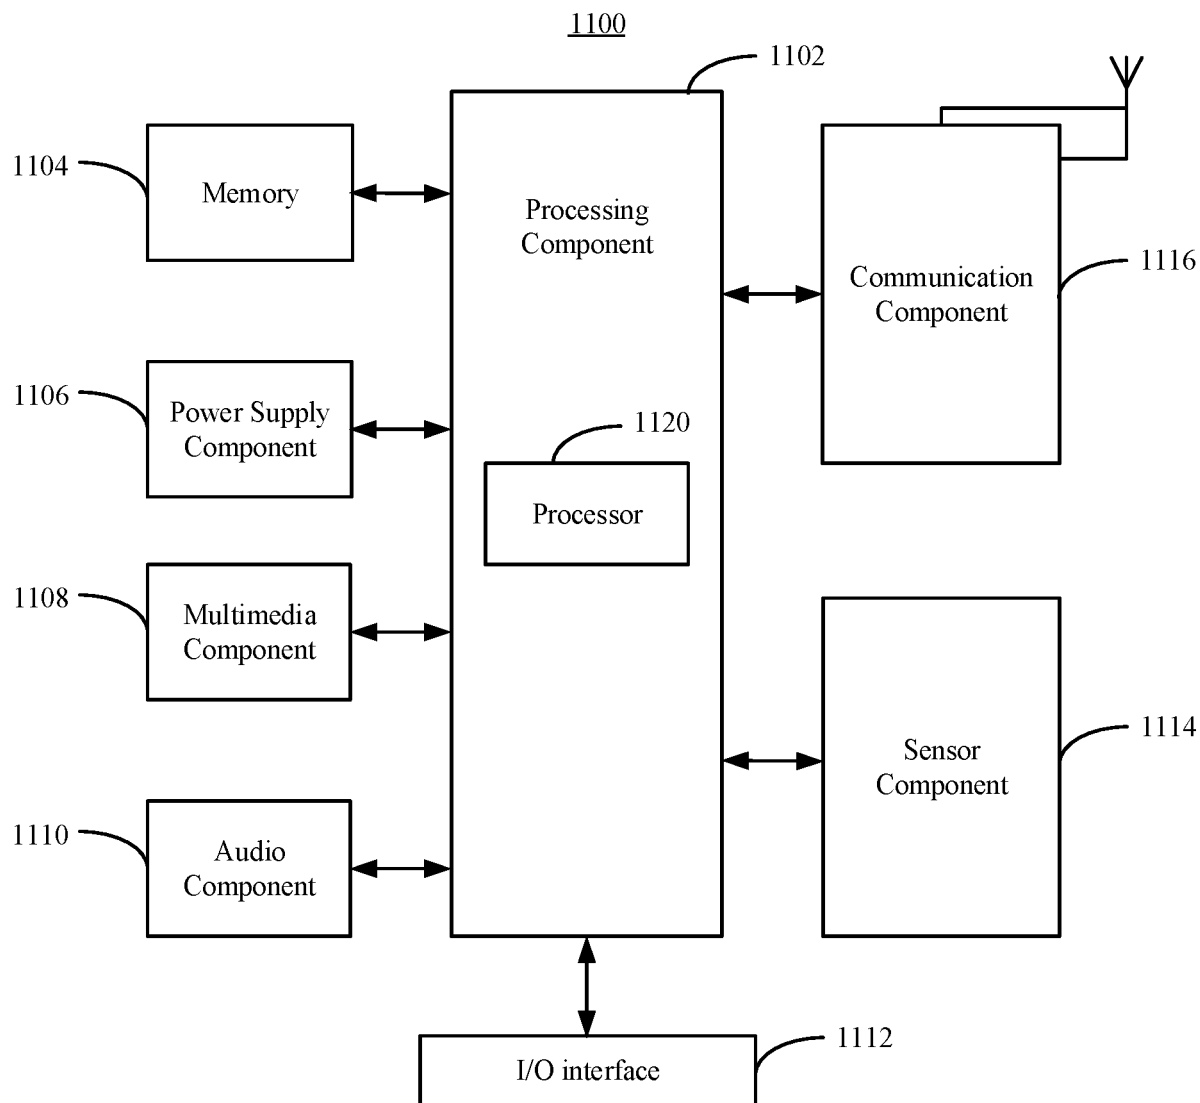 1100
1102
1104
Memory
Processing
Component
Communication
Component
1116
1106
Power Supply
Component
1120
Processor
1108
Multimedia
Component
1114
Sensor
Component
1110
Audio
Component
1112
I/O interface